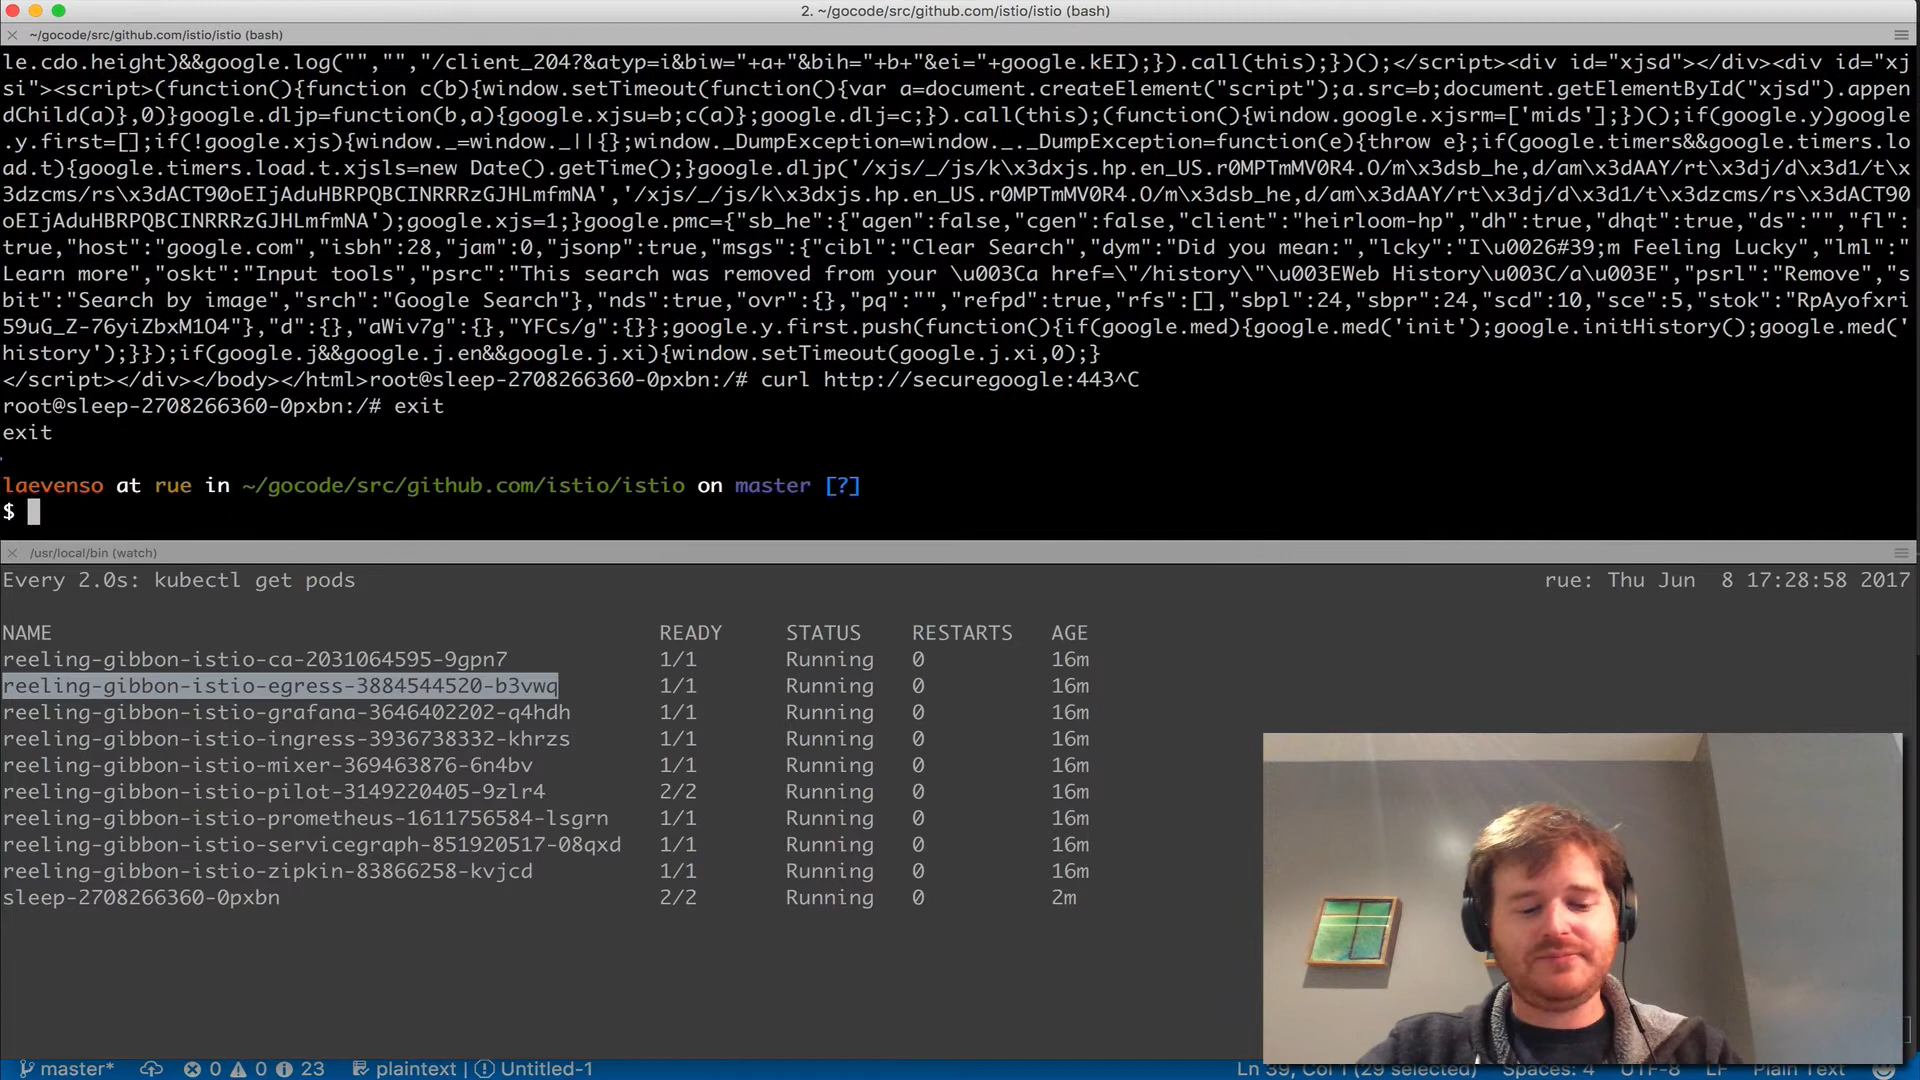 2. ~/gocode/src/github.com/istio/istio (bash)
~/gocode/src/github.com/istio/istio (bash)
le.cdo.height)&&google.log("","","/client_204?&atyp=i&biw="+a+"&bih="+b+"&ei="+google.kEI);}).call(this);})();</script><div id="xjsd"></div><div id="xj
si"><script>(function(){function c(b){window.setTimeout(function(){var a=document.createElement("script");a.src=b;document.getElementById("xjsd").appen
dChild(a)},0)}google.dljp=function(b,a){google.xjsu=b;c(a)};google.dlj=c;}).call(this);(function(){window.google.xjsrm=['mids'];})();if(google.y)google
.y.first=[];if(!google.xjs){window._=window._||{};window._DumpException=window._._DumpException=function(e){throw e};if(google.timers&&google.timers.lo
ad.t){google.timers.load.t.xjsls=new Date().getTime();}google.dljp('/xjs/_/js/k\x3dxjs.hp.en_US.r0MPTmMV0R4.O/m\x3dsb_he,d/am\x3dAAY/rt\x3dj/d\x3d1/t\x
3dzcms/rs\x3dACT90oEIjAduHBRPQBCINRRRzGJHLmfmNA','/xjs/_/js/k\x3dxjs.hp.en_US.r0MPTmMV0R4.O/m\x3dsb_he,d/am\x3dAAY/rt\x3dj/d\x3d1/t\x3dzcms/rs\x3dACT90
oEIjAduHBRPQBCINRRRzGJHLmfmNA');google.xjs=1;}google.pmc={"sb_he":{"agen":false,"cgen":false,"client":"heirloom-hp","dh":true,"dhqt":true,"ds":"","fl":
true,"host":"google.com","isbh":28,"jam":0,"jsonp":true,"msgs":{"cibl":"Clear Search","dym":"Did you mean:","lcky":"I\u0026#39;m Feeling Lucky","lml":"
Learn more","oskt":"Input tools","psrc":"This search was removed from your \u003Ca href=\"/history\"\u003EWeb History\u003C/a\u003E","psrl":"Remove","s
bit":"Search by image","srch":"Google Search"},"nds":true,"ovr":{},"pq":"","refpd":true,"rfs":[],"sbpl":24,"sbpr":24,"scd":10,"sce":5,"stok":"RpAyofxri
59uG_Z-76yiZbxM1O4"},"d":{},"aWiv7g":{},"YFCs/g":{}};google.y.first.push(function(){if(google.med){google.med('init');google.initHistory();google.med('
history');}});if(google.j&&google.j.en&&google.j.xi){window.setTimeout(google.j.xi,0);}
</script></div></body></html>root@sleep-2708266360-0pxbn:/# curl http://securegoogle:443^C
root@sleep-2708266360-0pxbn:/# exit
exit
laevenso at rue in ~/gocode/src/github.com/istio/istio on master [?]
$
/usr/local/bin (watch)
Every 2.0s: kubectl get pods rue: Thu Jun 8 17:28:58 2017
NAME READY STATUS RESTARTS AGE
reeling-gibbon-istio-ca-2031064595-9gpn7 1/1 Running 0 16m
reeling-gibbon-istio-egress-3884544520-b3vwq 1/1 Running 0 16m
reeling-gibbon-istio-grafana-3646402202-q4hdh 1/1 Running 0 16m
reeling-gibbon-istio-ingress-3936738332-khrzs 1/1 Running 0 16m
reeling-gibbon-istio-mixer-369463876-6n4bv 1/1 Running 0 16m
reeling-gibbon-istio-pilot-3149220405-9zlr4 2/2 Running 0 16m
reeling-gibbon-istio-prometheus-1611756584-lsgrn 1/1 Running 0 16m
reeling-gibbon-istio-servicegraph-851920517-08qxd 1/1 Running 0 16m
reeling-gibbon-istio-zipkin-83866258-kvjcd 1/1 Running 0 16m
sleep-2708266360-0pxbn 2/2 Running 0 2m
master* 0 0 23 plaintext Untitled-1 Ln 39, Col 1 (29 selected) Spaces: 4 UTF-8 LF Plain Text